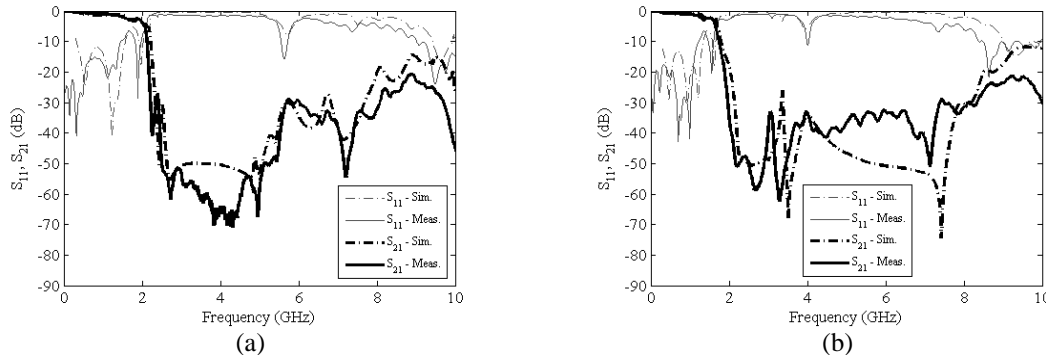 0
-10
-20
-30
-40
-50
-60
-70
-80
-90
S11, S21 (dB)
0 2 4 6 8 10
Frequency (GHz)
S11 - Sim.
S11 - Meas.
S21 - Sim.
S21 - Meas.
(a)
0
-10
-20
-30
-40
-50
-60
-70
-80
-90
S11, S21 (dB)
0 2 4 6 8 10
Frequency (GHz)
S11 - Sim.
S11 - Meas.
S21 - Sim.
S21 - Meas.
(b)